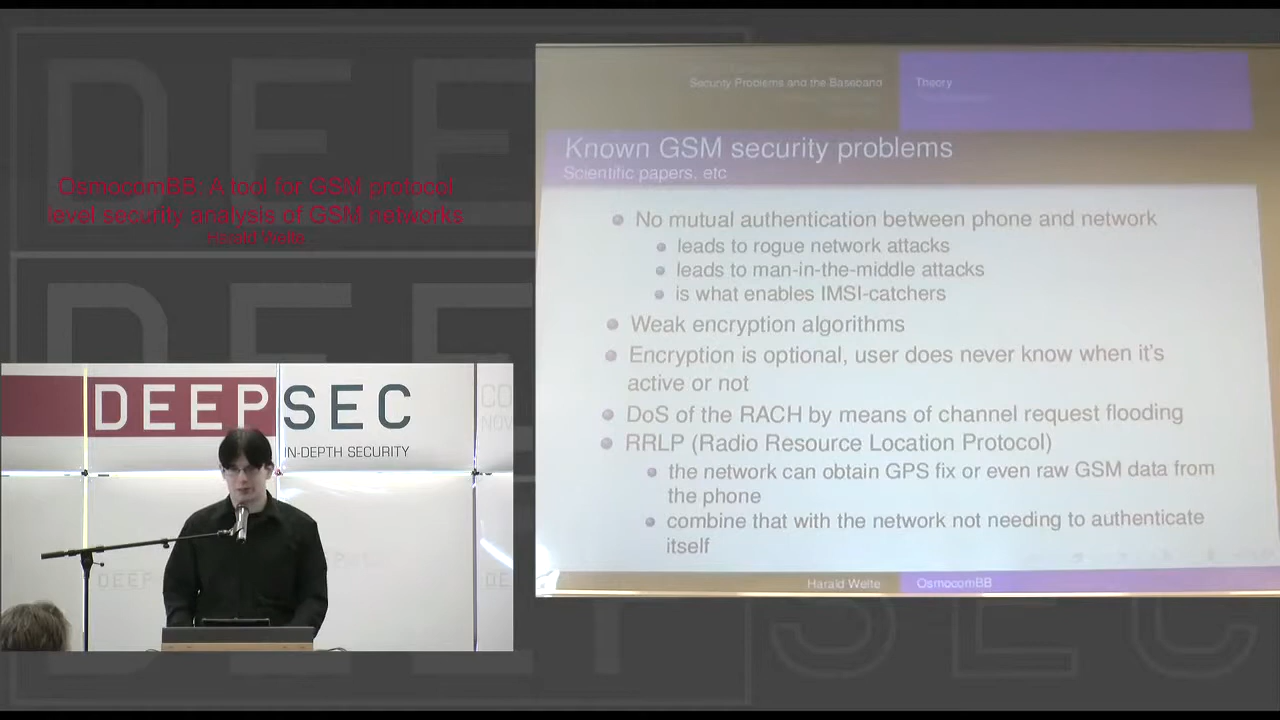 OsmocomBB: A tool for GSM protocol
level security analysis of GSM networks
Harald Welte
DEEPSEC
IN-DEPTH SECURITY
Security Problems and the Baseband
Theory
Known GSM security problems
Scientific papers, etc
No mutual authentication between phone and network
leads to rogue network attacks
leads to man-in-the-middle attacks
is what enables IMSI-catchers
Weak encryption algorithms
Encryption is optional, user does never know when it's
active or not
DoS of the RACH by means of channel request flooding
RRLP (Radio Resource Location Protocol)
the network can obtain GPS fix or even raw GSM data from
the phone
combine that with the network not needing to authenticate
itself
Harald Welte
OsmocomBB